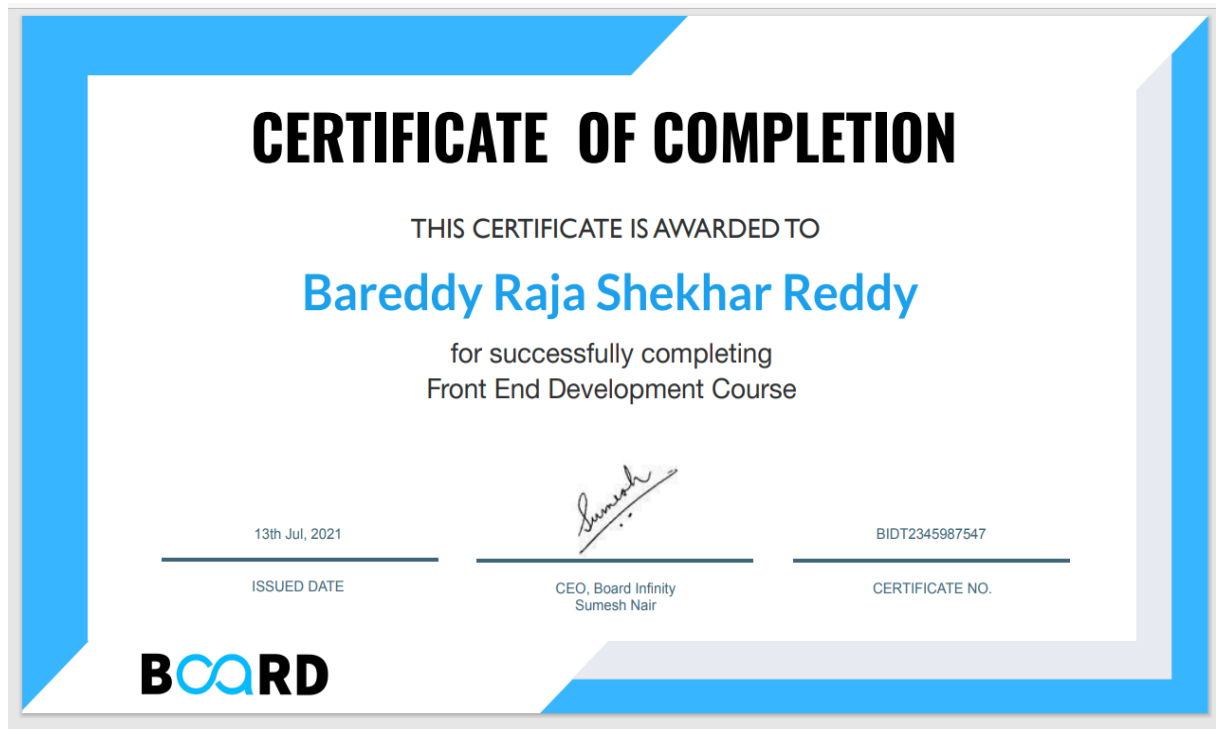 CERTIFICATE OF COMPLETION
THIS CERTIFICATE IS AWARDED TO
Bareddy Raja Shekhar Reddy
for successfully completing
Front End Development Course
Sumesh
13th Jul, 2021
BIDT2345987547
ISSUED DATE
CEO, Board Infinity
Sumesh Nair
CERTIFICATE NO.
BOARD